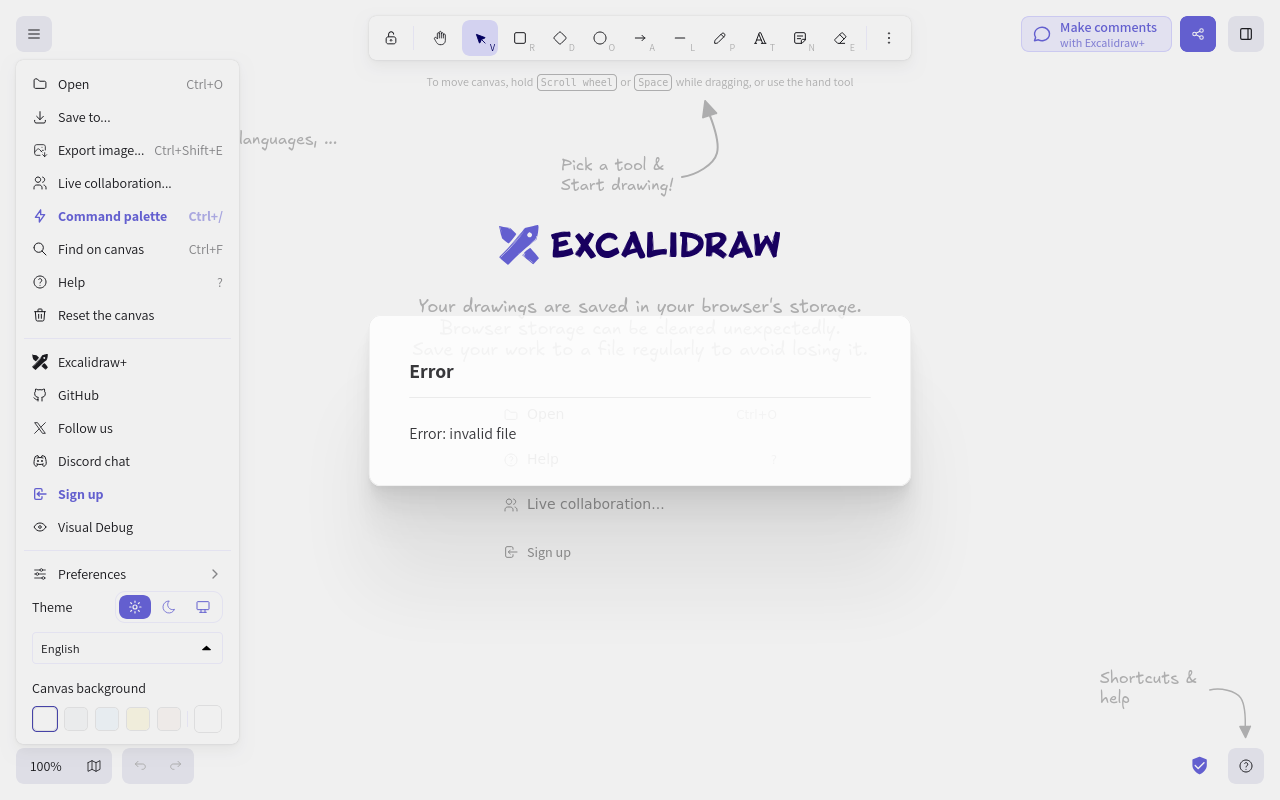 V
R
D
O
A
L
P
T
N
E
Make comments
with Excalidraw+
To move canvas, hold Scroll wheel or Space while dragging, or use the hand tool
Open Ctrl+O
Save to...
Export image... Ctrl+Shift+E
Live collaboration...
Command palette Ctrl+/
Find on canvas Ctrl+F
Help ?
Reset the canvas
Excalidraw+
GitHub
Follow us
Discord chat
Sign up
Visual Debug
Preferences
Theme
English
Canvas background
languages, ...
Pick a tool &
Start drawing!
EXCALIDRAW
Your drawings are saved in your browser's storage.
Browser storage can be cleared unexpectedly.
Save your work to a file regularly to avoid losing it.
Error
Open Ctrl+O
Error: invalid file
Help ?
Live collaboration...
Sign up
Shortcuts &
help
100%